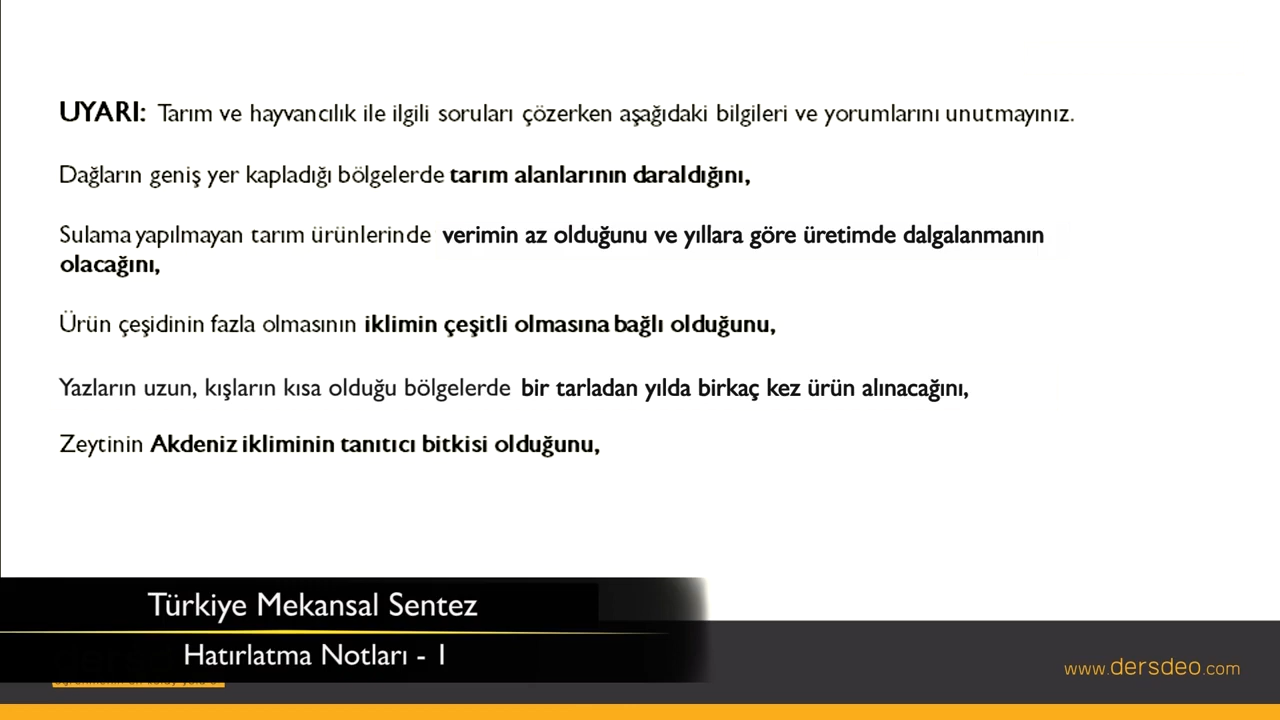 UYARI: Tarım ve hayvancılık ile ilgili soruları çözerken aşağıdaki bilgileri ve yorumlarını unutmayınız.
Dağların geniş yer kapladığı bölgelerde tarım alanlarının daraldığını,
Sulama yapılmayan tarım ürünlerinde verimin az olduğunu ve yıllara göre üretimde dalgalanmanın
olacağını,
Ürün çeşidinin fazla olmasının iklimin çeşitli olmasına bağlı olduğunu,
Yazların uzun, kışların kısa olduğu bölgelerde bir tarladan yılda birkaç kez ürün alınacağını,
Zeytinin Akdeniz ikliminin tanıtıcı bitkisi olduğunu,
Türkiye Mekansal Sentez
Hatırlatma Notları - 1
www.dersdeo.com